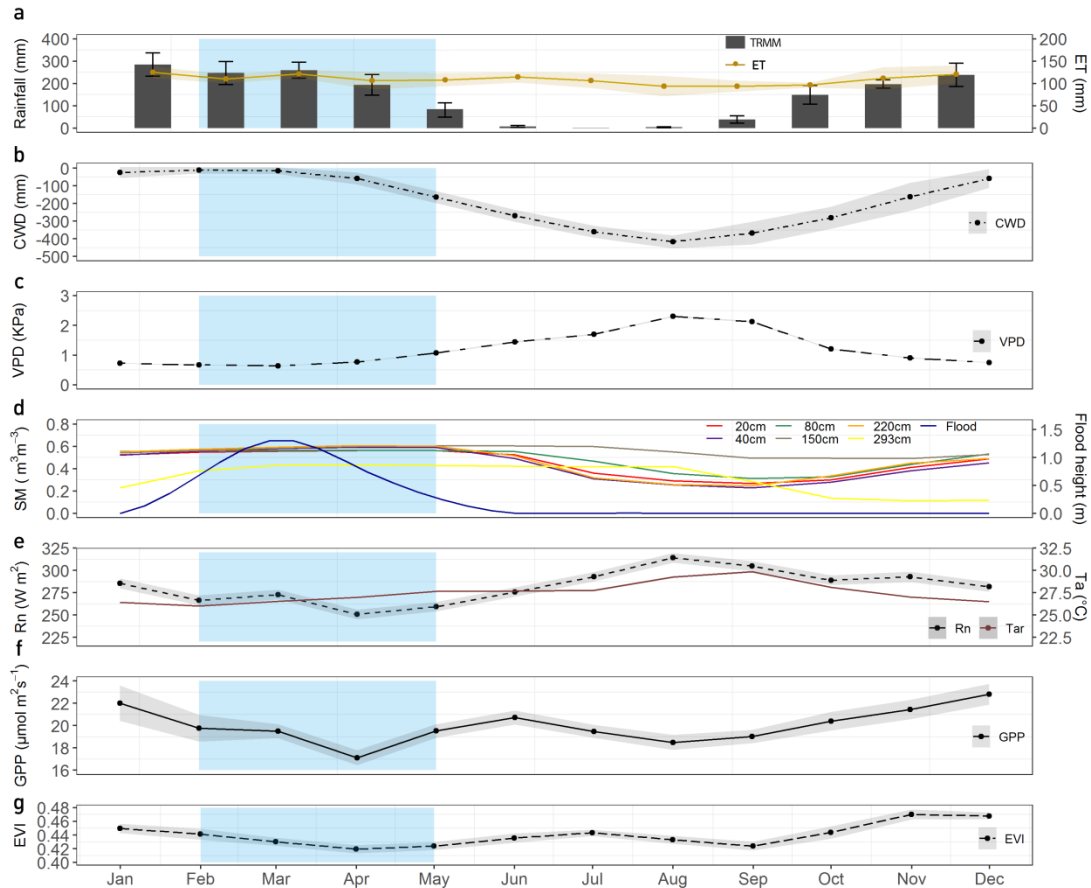 a
Rainfall (mm)
400
300
200
100
0
TRMM
ET
200
150
100
50
0
ET (mm)
b
CWD (mm)
0
-100
-200
-300
-400
-500
CWD
c
VPD (KPa)
3
2
1
0
VPD
d
SM ( m³m-³)
0.8
0.6
0.4
0.2
0.0
20cm 80cm 220cm Flood
40cm 150cm 293cm
1.5
1.0
0.5
0.0
Flood height (m)
e
Rn (W m²)
325
300
275
250
225
Rn Tar
32.5
30.0
27.5
25.0
22.5
Ta (°C)
f
GPP (µmol m²s⁻¹)
24
22
20
18
16
GPP
g
EVI
0.48
0.46
0.44
0.42
0.40
EVI
Jan Feb Mar Apr May Jun Jul Aug Sep Oct Nov Dec